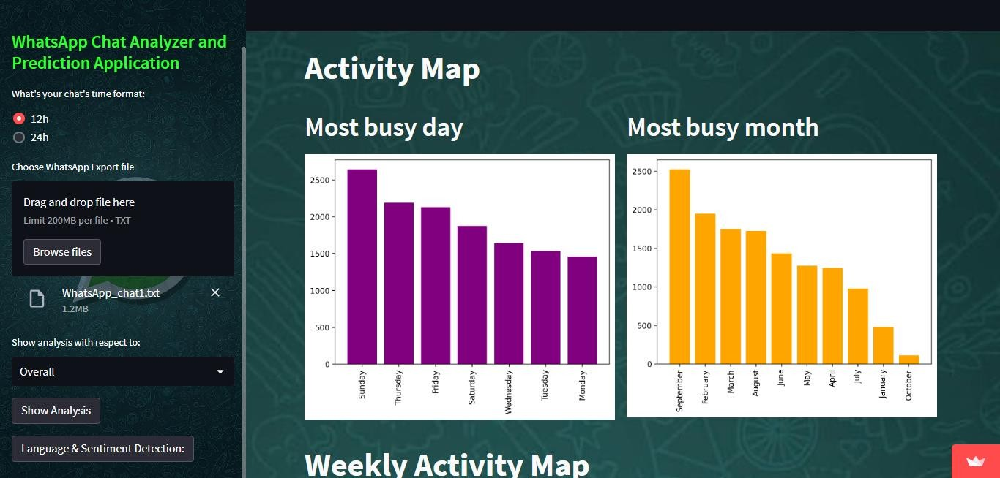 WhatsApp Chat Analyzer and
Prediction Application
What's your chat's time format:
12h
24h
Choose WhatsApp Export file
Drag and drop file here
Limit 200MB per file • TXT
Browse files
WhatsApp_chat1.txt
1.2MB
Show analysis with respect to:
Overall
Show Analysis
Language & Sentiment Detection:
Activity Map
Most busy day
2500
2000
1500
1000
500
0
Sunday
Thursday
Friday
Saturday
Wednesday
Tuesday
Monday
Most busy month
2500
2000
1500
1000
500
0
September
February
March
August
June
May
April
July
January
October
Weekly Activity Map